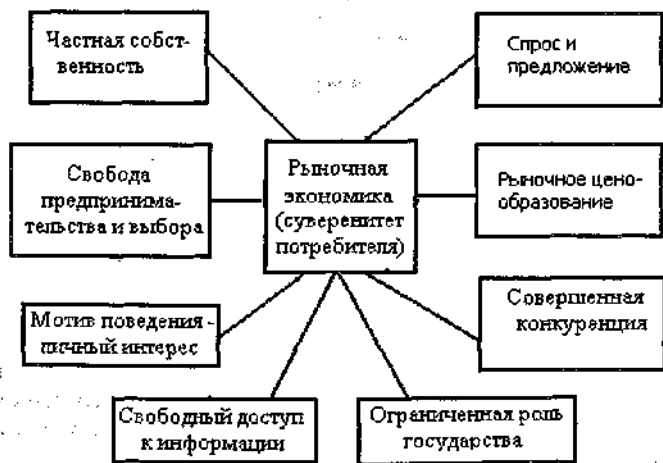 Частная собст-
венность
Спрос и
предложение
Свобода
предпринима-
тельства и выбора
Рыночная
экономика
(суверенитет
потребителя)
Рыночное цено-
образование
Мотив поведения -
личный интерес
Совершенная
конкуренция
Свободный доступ
к информации
Ограниченная роль
государства